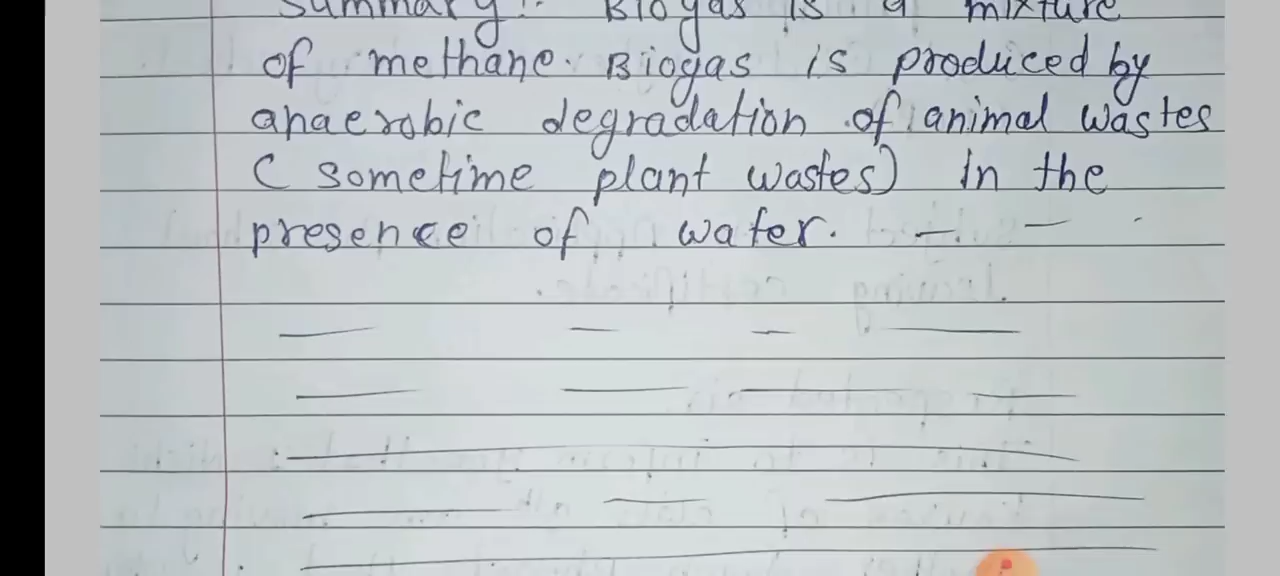 Summary:- Biogas is a mixture
of methane. Biogas is produced by
anaerobic degradation of animal wastes
( sometime plant wastes) In the
presence of water. — —